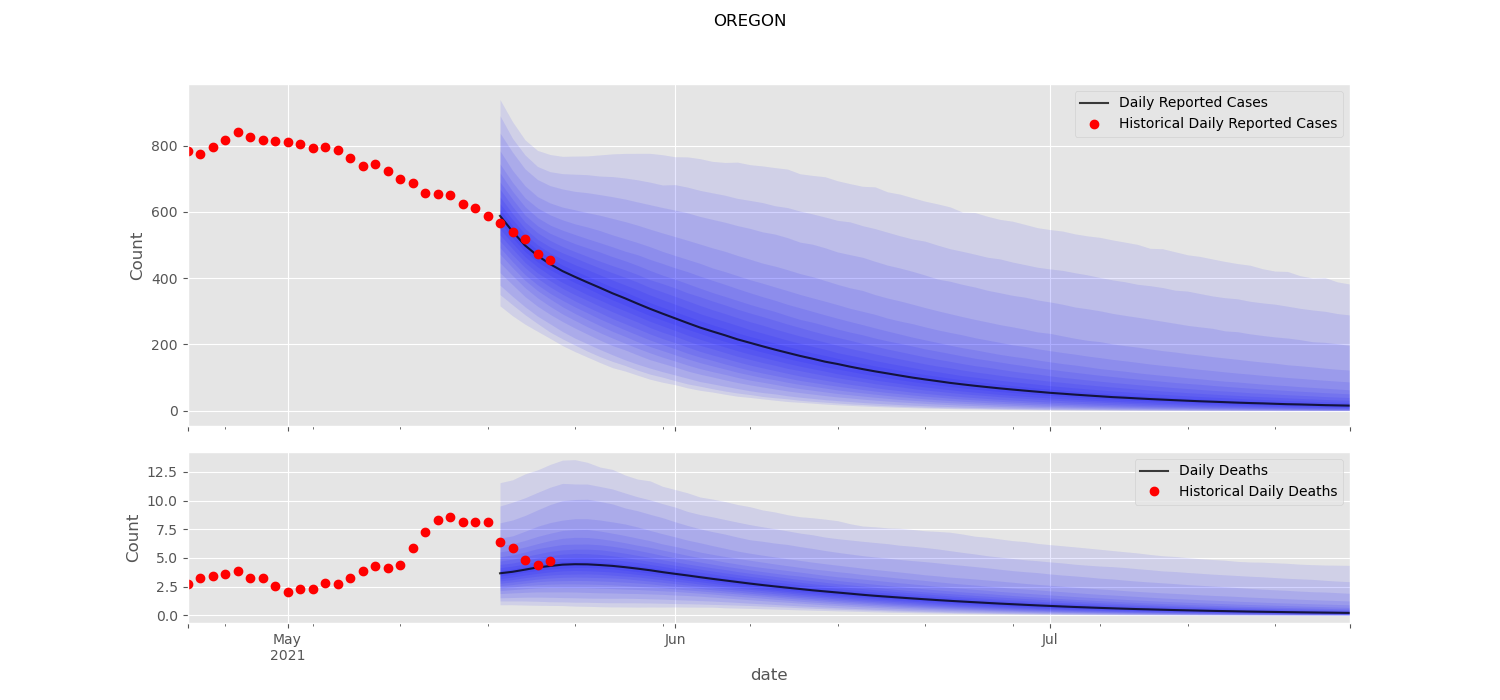 OREGON
Daily Reported Cases
Historical Daily Reported Cases
800
600
400
200
0
Count
Daily Deaths
Historical Daily Deaths
12.5
10.0
7.5
5.0
2.5
0.0
Count
May
2021
Jun
Jul
date